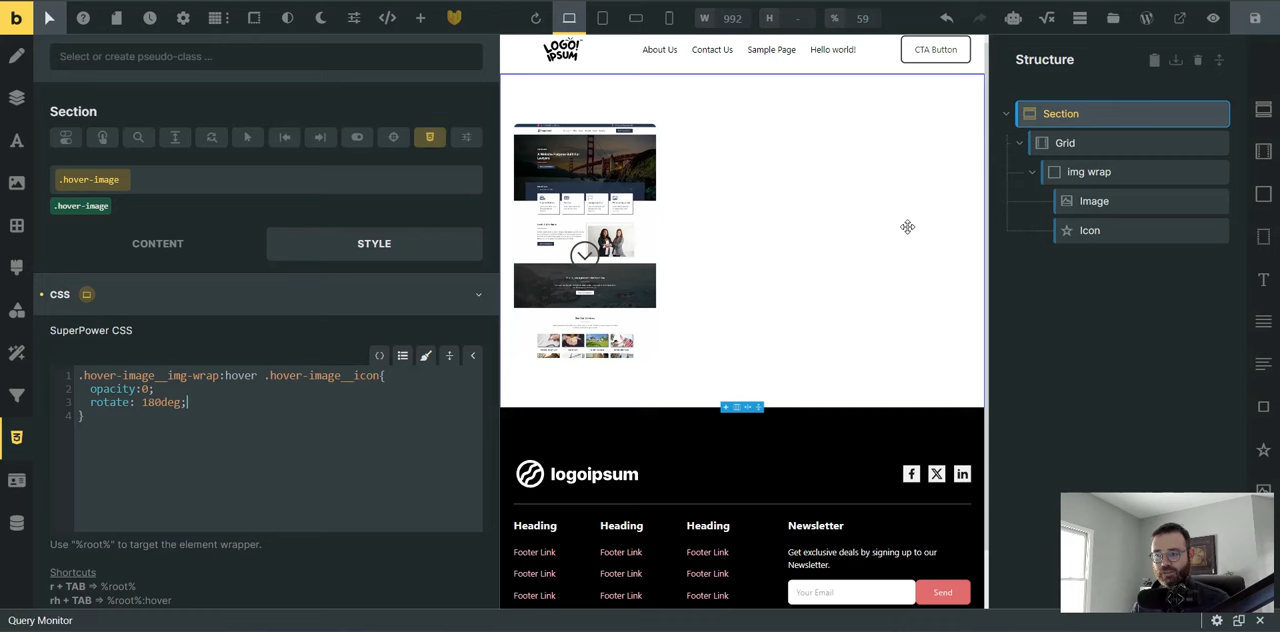 b
W 992 H - % 59
Select or create pseudo-class ...
Section
.hover-image
.hover-image
CONTENT STYLE
CSS
SuperPower CSS
1 .hover-image__img-wrap:hover .hover-image__icon{
2 opacity:0;
3 rotate: 180deg;
4 }
Use "%root%" to target the element wrapper.
Shortcuts
r + TAB ⇒ %root%
rh + TAB ⇒ %root%:hover
LOGO!
IPSUM
About Us Contact Us Sample Page Hello world! CTA Button
logoipsum
Heading Heading Heading Newsletter
Footer Link Footer Link Footer Link Get exclusive deals by signing up to our
Newsletter.
Footer Link Footer Link Footer Link
Footer Link Footer Link Footer Link Your Email Send
Structure
Section
Grid
img wrap
Image
Icon
Query Monitor